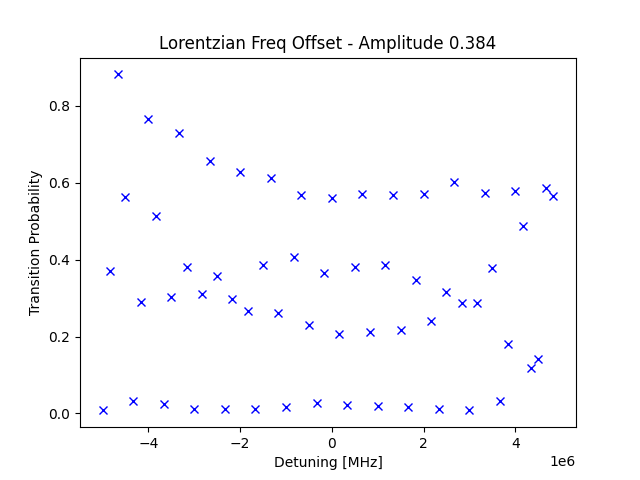 Lorentzian Freq Offset - Amplitude 0.384
Transition Probability
0.8
0.6
0.4
0.2
0.0
−4 −2 0 2 4
1e6
Detuning [MHz]